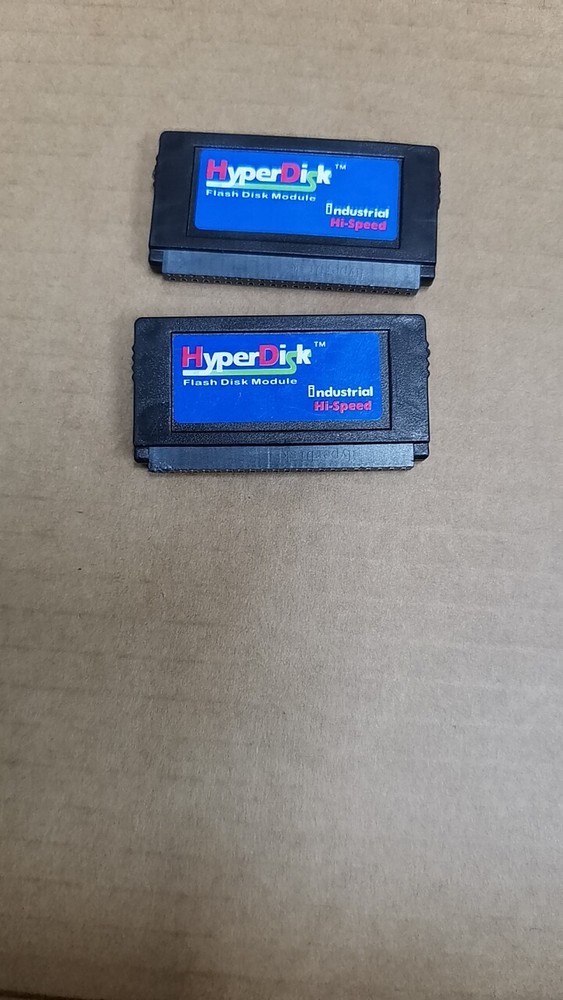 HyperDisk™
Flash Disk Module
industrial
Hi-Speed
HyperDisk™
Flash Disk Module
industrial
Hi-Speed